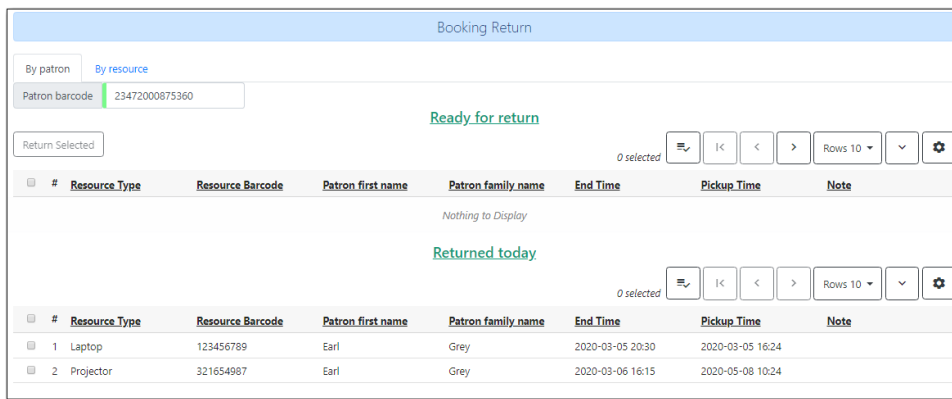 Booking Return
By patron By resource
Patron barcode 23472000875360
Ready for return
Return Selected 0 selected Rows 10
# Resource Type Resource Barcode Patron first name Patron family name End Time Pickup Time Note
Nothing to Display
Returned today
0 selected Rows 10
# Resource Type Resource Barcode Patron first name Patron family name End Time Pickup Time Note
1 Laptop 123456789 Earl Grey 2020-03-05 20:30 2020-03-05 16:24
2 Projector 321654987 Earl Grey 2020-03-06 16:15 2020-05-08 10:24